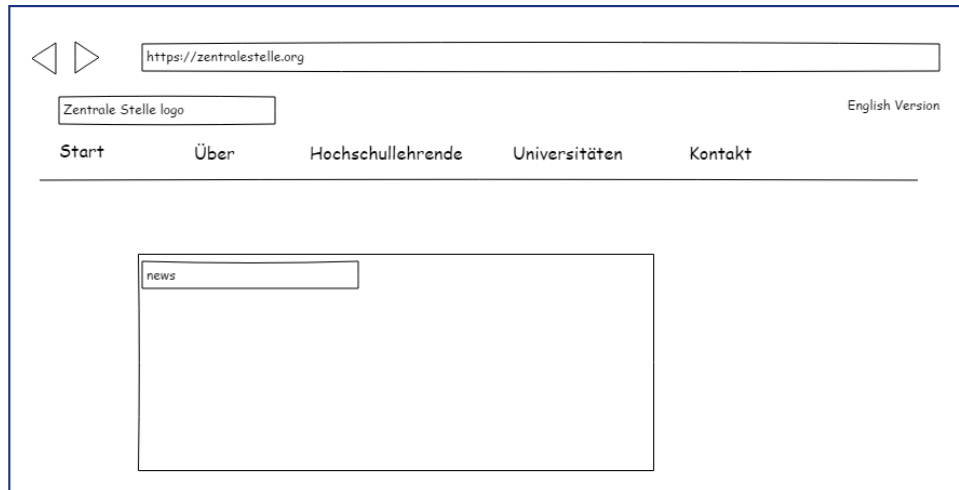 https://zentralestelle.org
Zentrale Stelle logo
English Version
Start Über Hochschullehrende Universitäten Kontakt
news